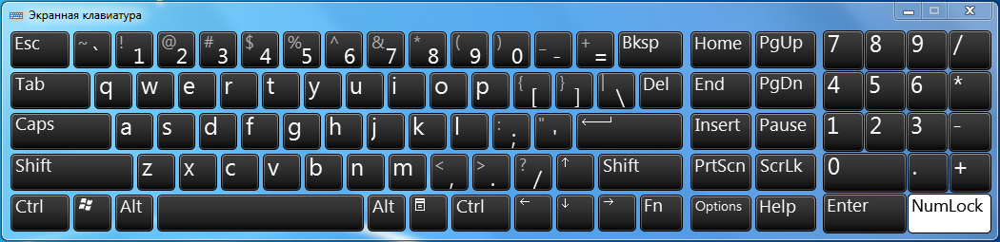 Экранная клавиатура
Esc ~ ` ! 1 @ 2 # 3 $ 4 % 5 ^ 6 & 7 * 8 ( 9 ) 0 _ - + = Bksp Home PgUp 7 8 9 /
Tab q w e r t y u i o p { [ } ] | \ Del End PgDn 4 5 6 *
Caps a s d f g h j k l : ; " ' Insert Pause 1 2 3 -
Shift z x c v b n m < , > . ? / ↑ Shift PrtScn ScrLk 0 . +
Ctrl Alt Alt Ctrl ← ↓ → Fn Options Help Enter NumLock